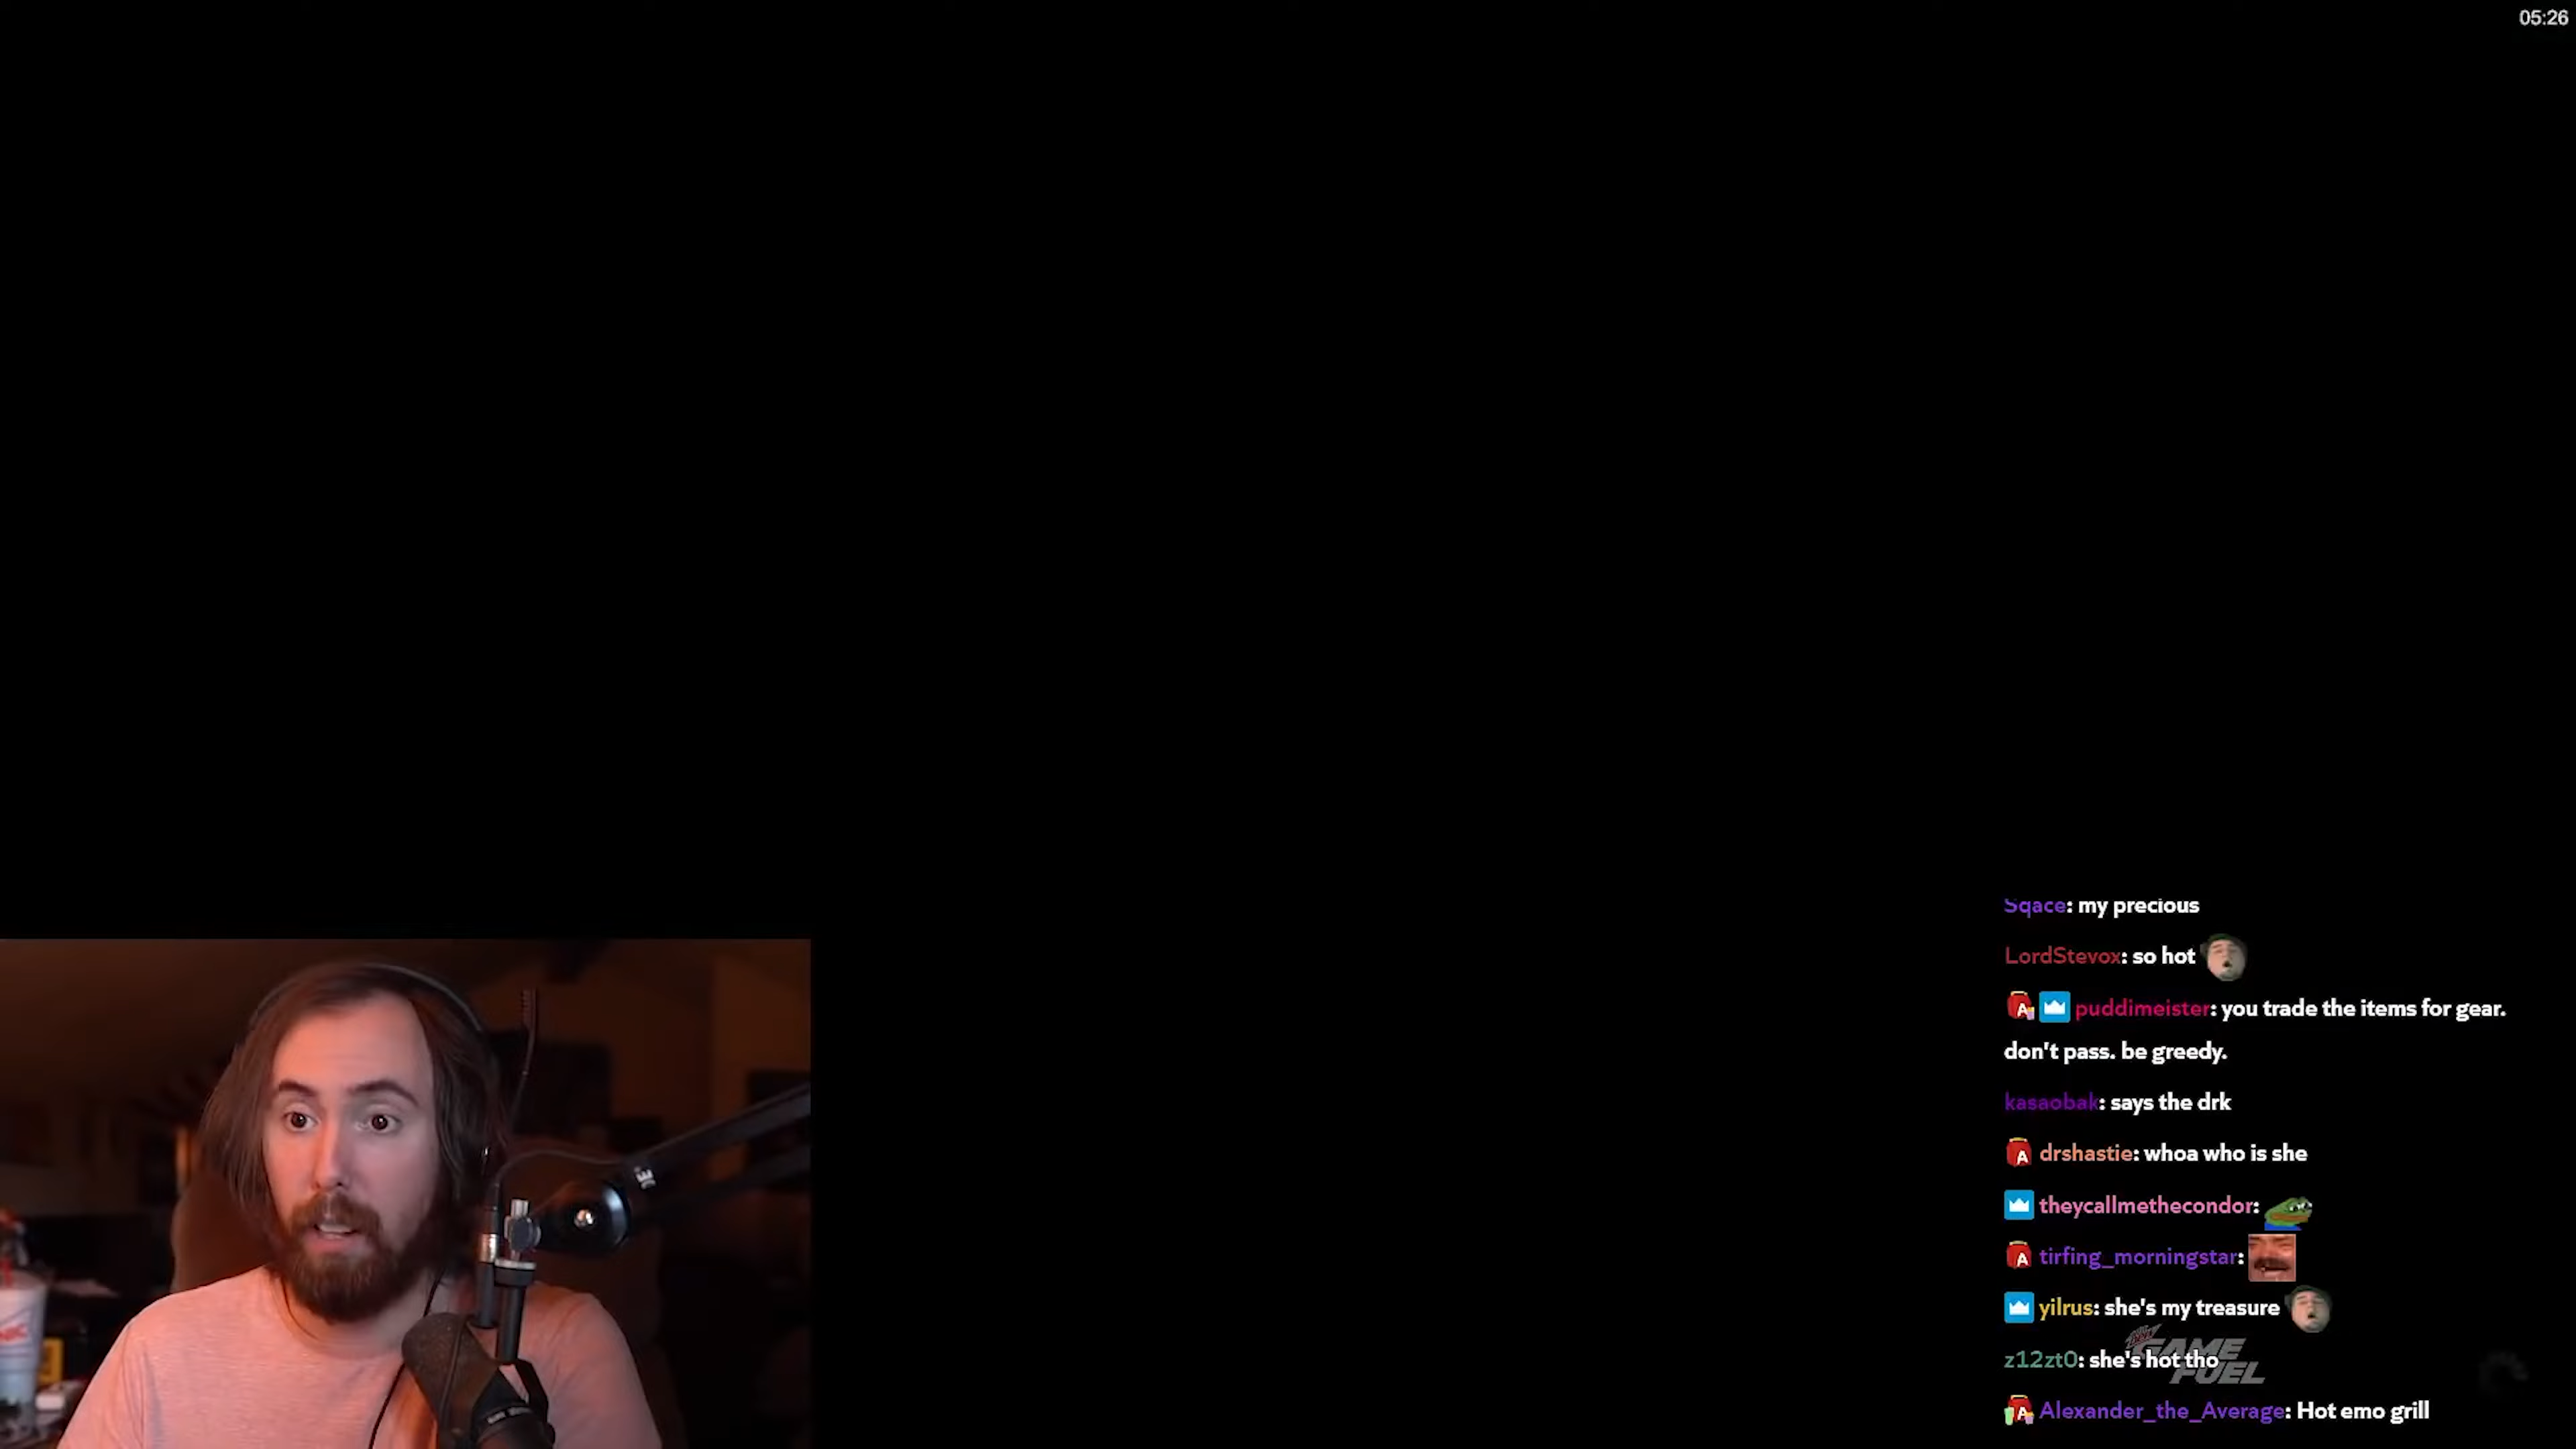 05:26
Sqace: my precious
LordStevox: so hot
puddimeister: you trade the items for gear.
don't pass. be greedy.
kasaobak: says the drk
drshastie: whoa who is she
theycallmethecondor:
tirfing_morningstar:
yilrus: she's my treasure
GAME
z12zt0: she's hot tho
FUEL
Alexander_the_Average: Hot emo grill